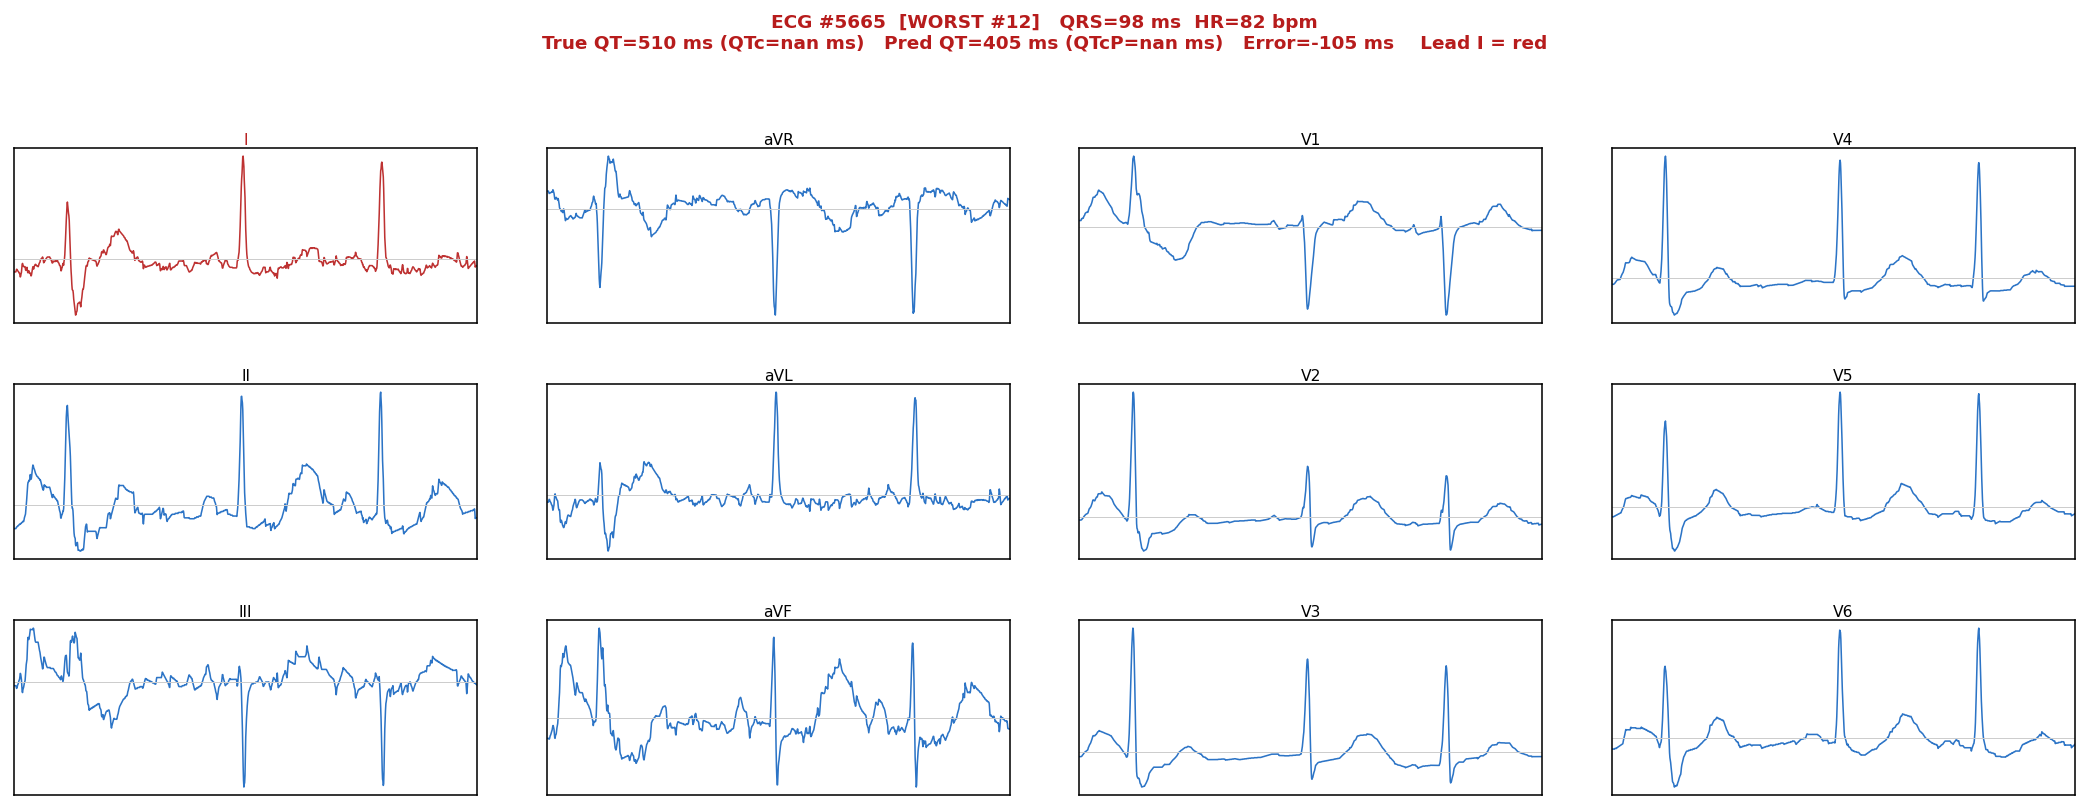 ECG #5665  [WORST #12]   QRS=98 ms  HR=82 bpm
True QT=510 ms (QTc=nan ms)   Pred QT=405 ms (QTcP=nan ms)   Error=-105 ms    Lead I = red
I
aVR
V1
V4
II
aVL
V2
V5
III
aVF
V3
V6